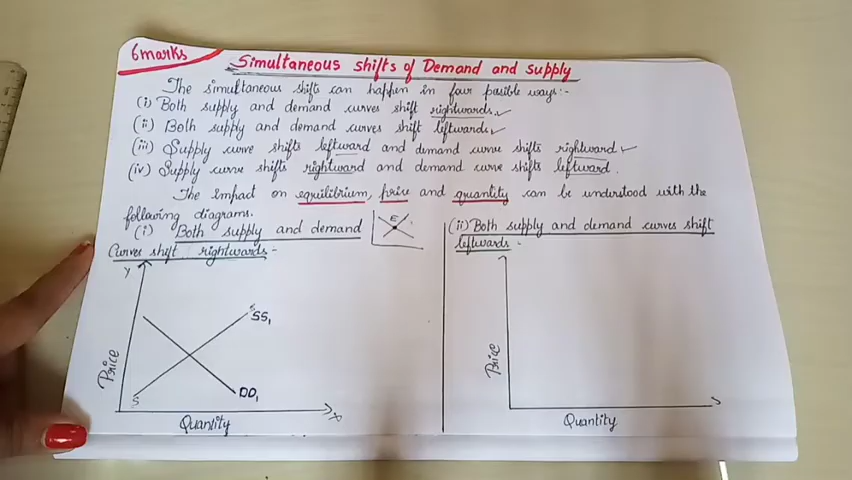 6 marks
Simultaneous shifts of Demand and Supply
The simultaneous shift can happen in four posible ways:-
(i) Both supply and demand curves shift rightwards.
(ii) Both supply and demand curves shift leftwards.
(iii) Supply curve shifts leftward and demand curve shifts rightward
(iv) Supply curve shifts rightward and demand curve shifts leftward.
The impact on equilibrium, price and quantity can be understood with the
following diagrams.
(i) Both supply and demand
Curves shift rightwards -
E
Y
SS1
Price
S
DD1
X
Quantity
(ii) Both supply and demand curves shift
leftwards -
Price
Quantity